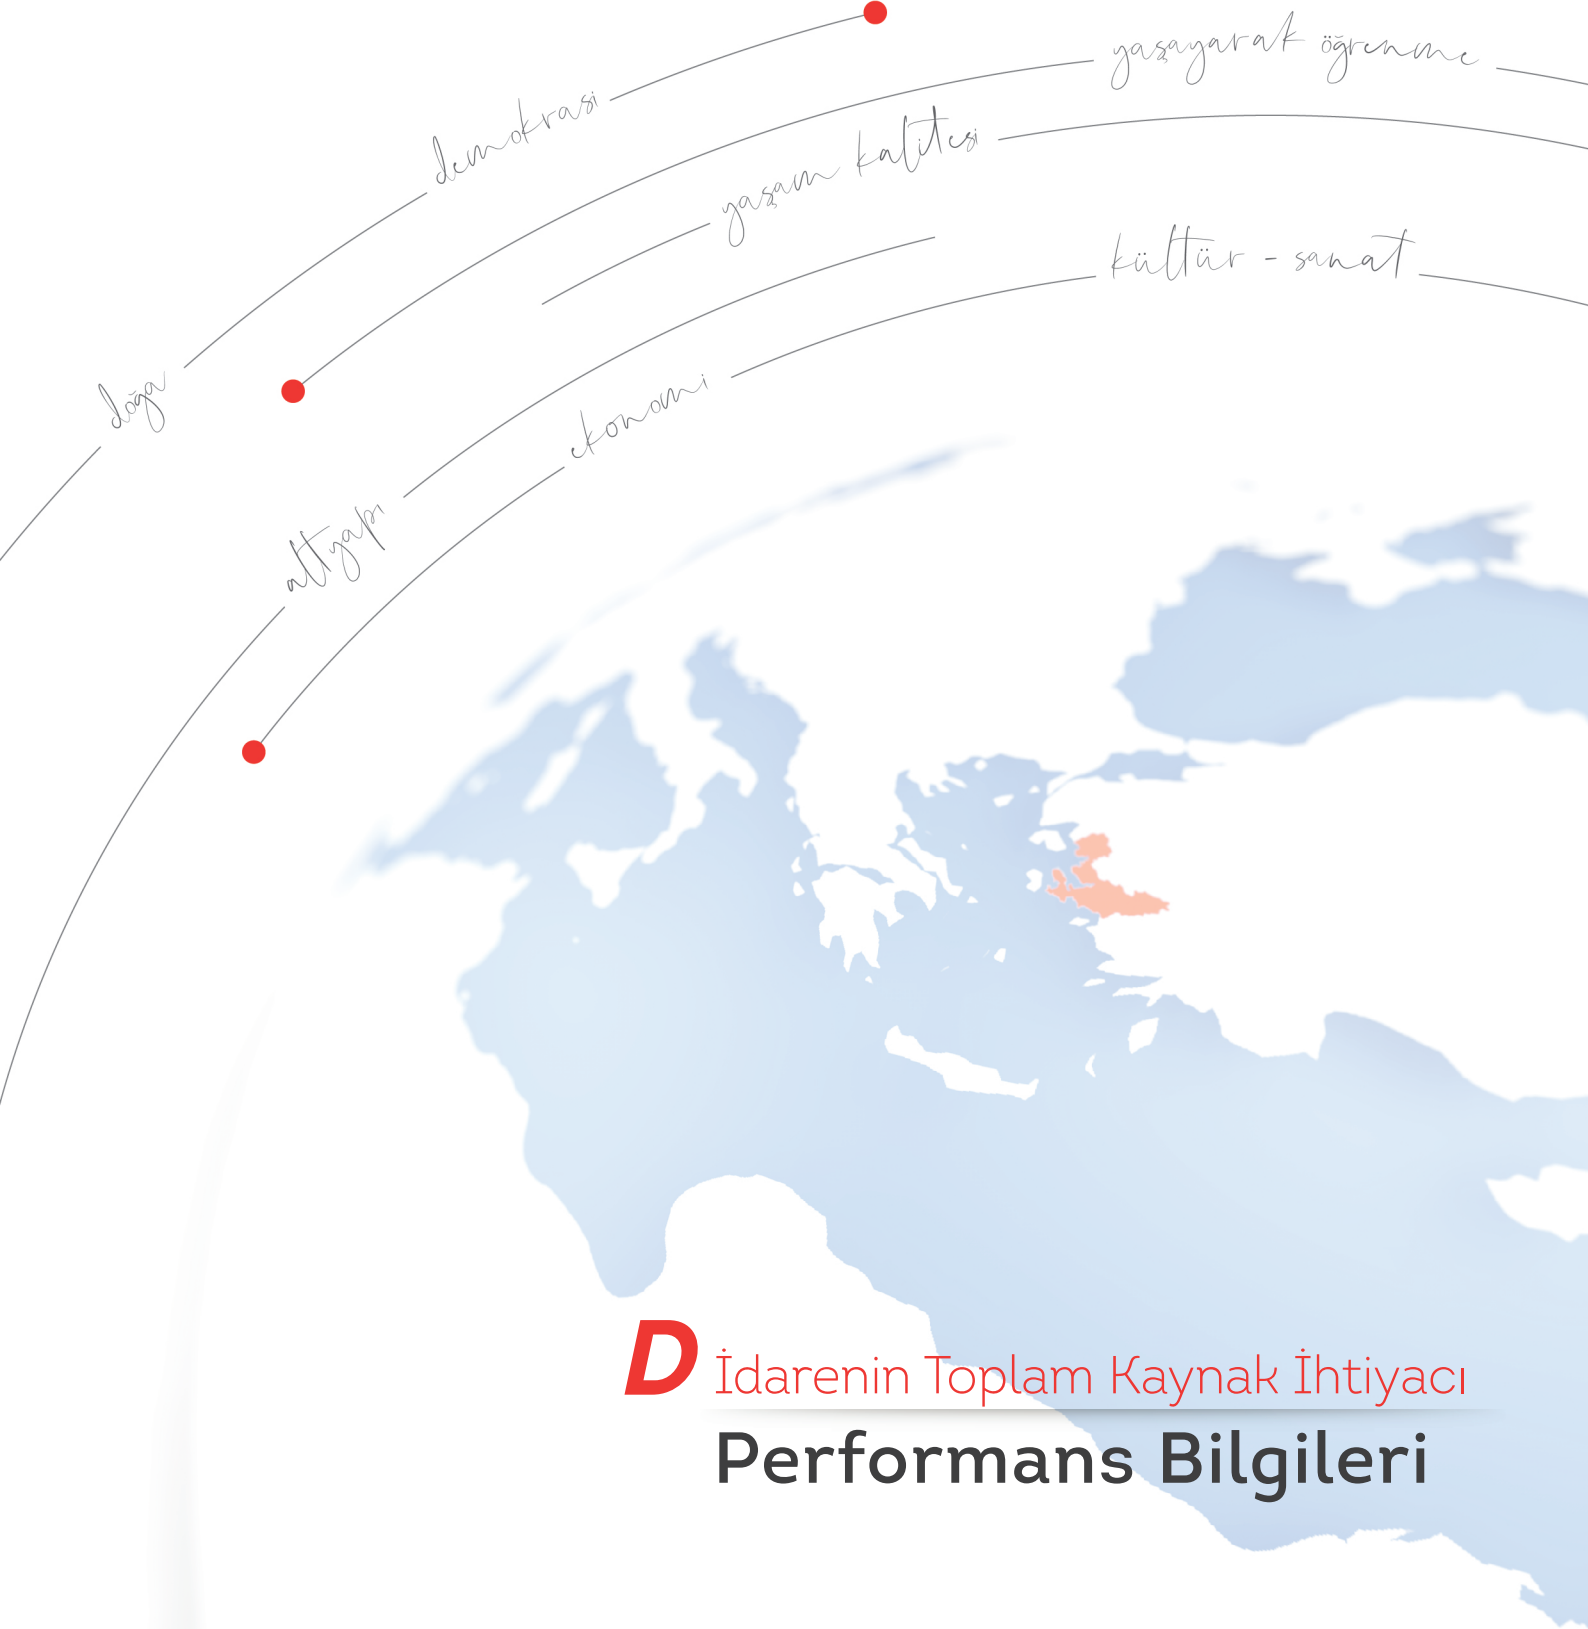 yaşayarak öğrenme
demokrasi
yaşam kalitesi
kültür - sanat
doğa
ekonomi
altyapı
D İdarenin Toplam Kaynak İhtiyacı
Performans Bilgileri